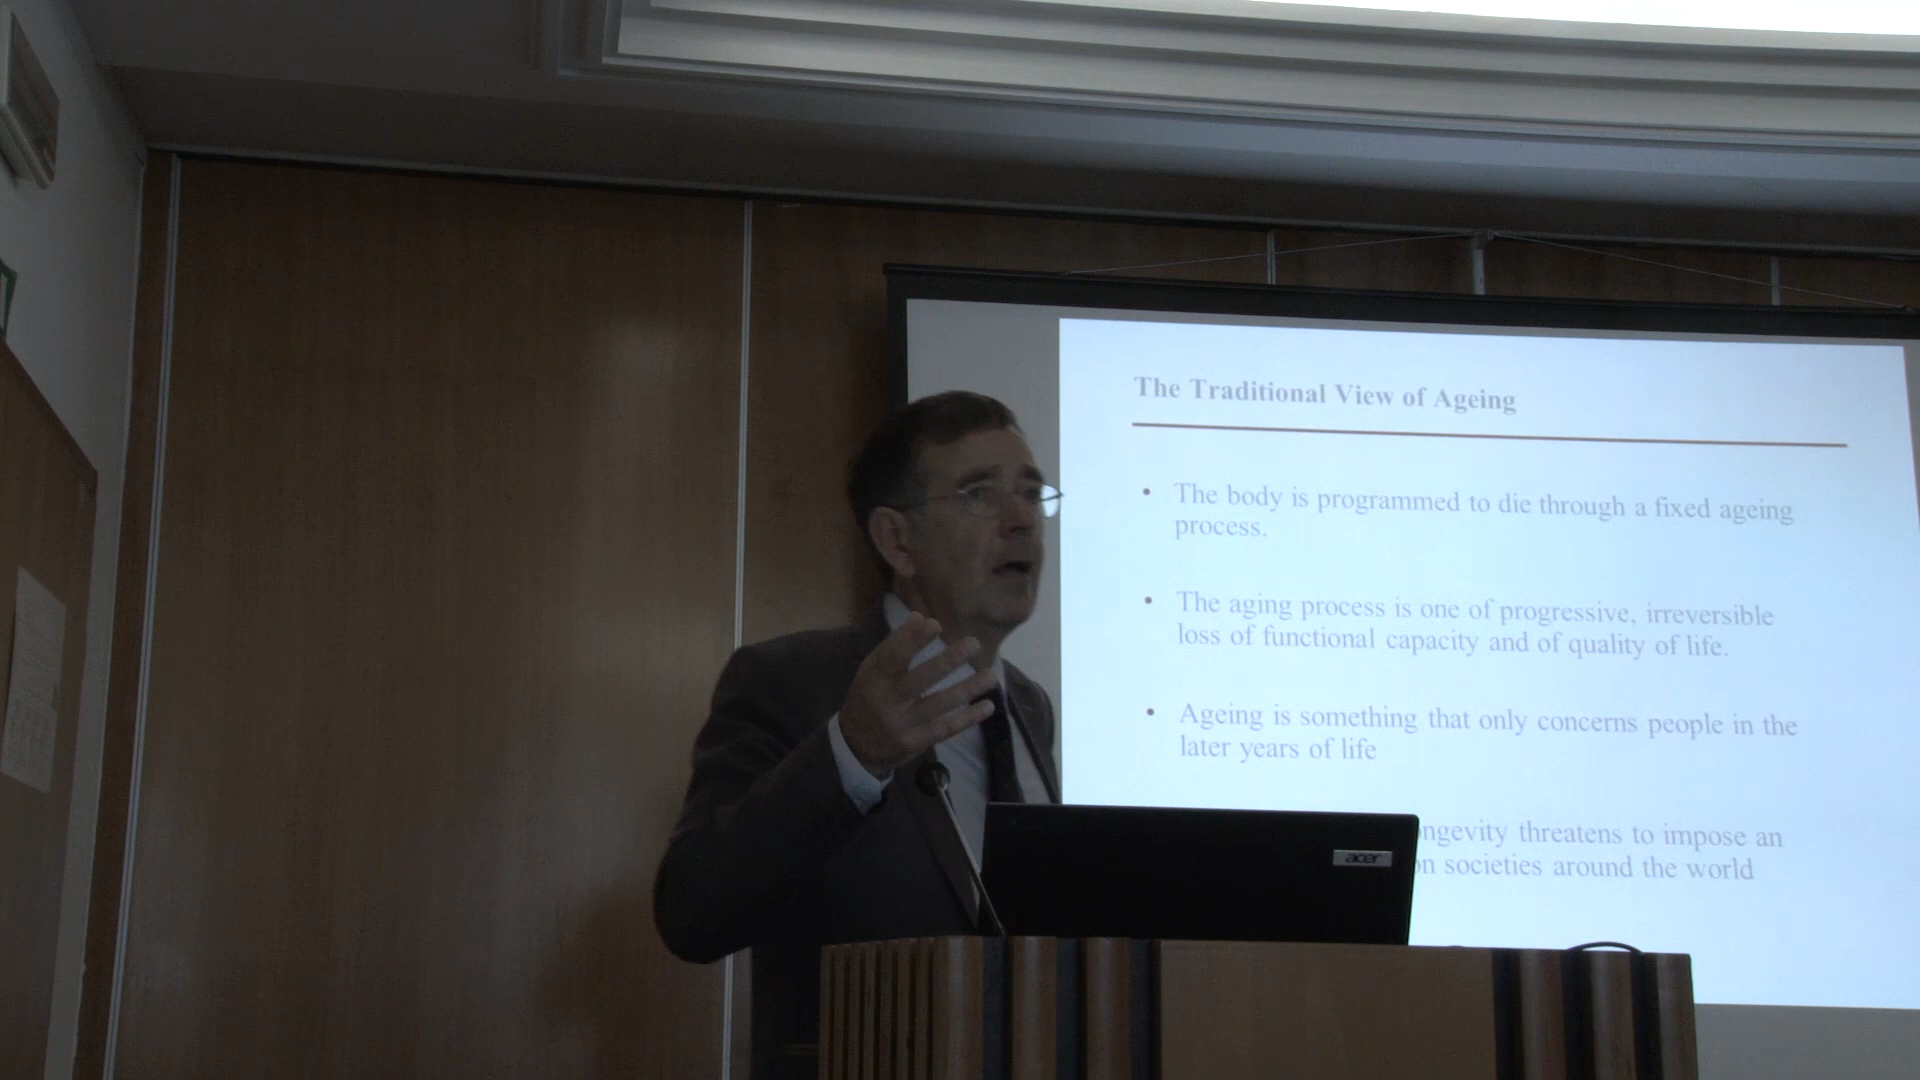 The Traditional View of Ageing
• The body is programmed to die through a fixed ageing
process.
• The aging process is one of progressive, irreversible
loss of functional capacity and of quality of life.
• Ageing is something that only concerns people in the
later years of life
threatens to impose an
societies around the world
acer